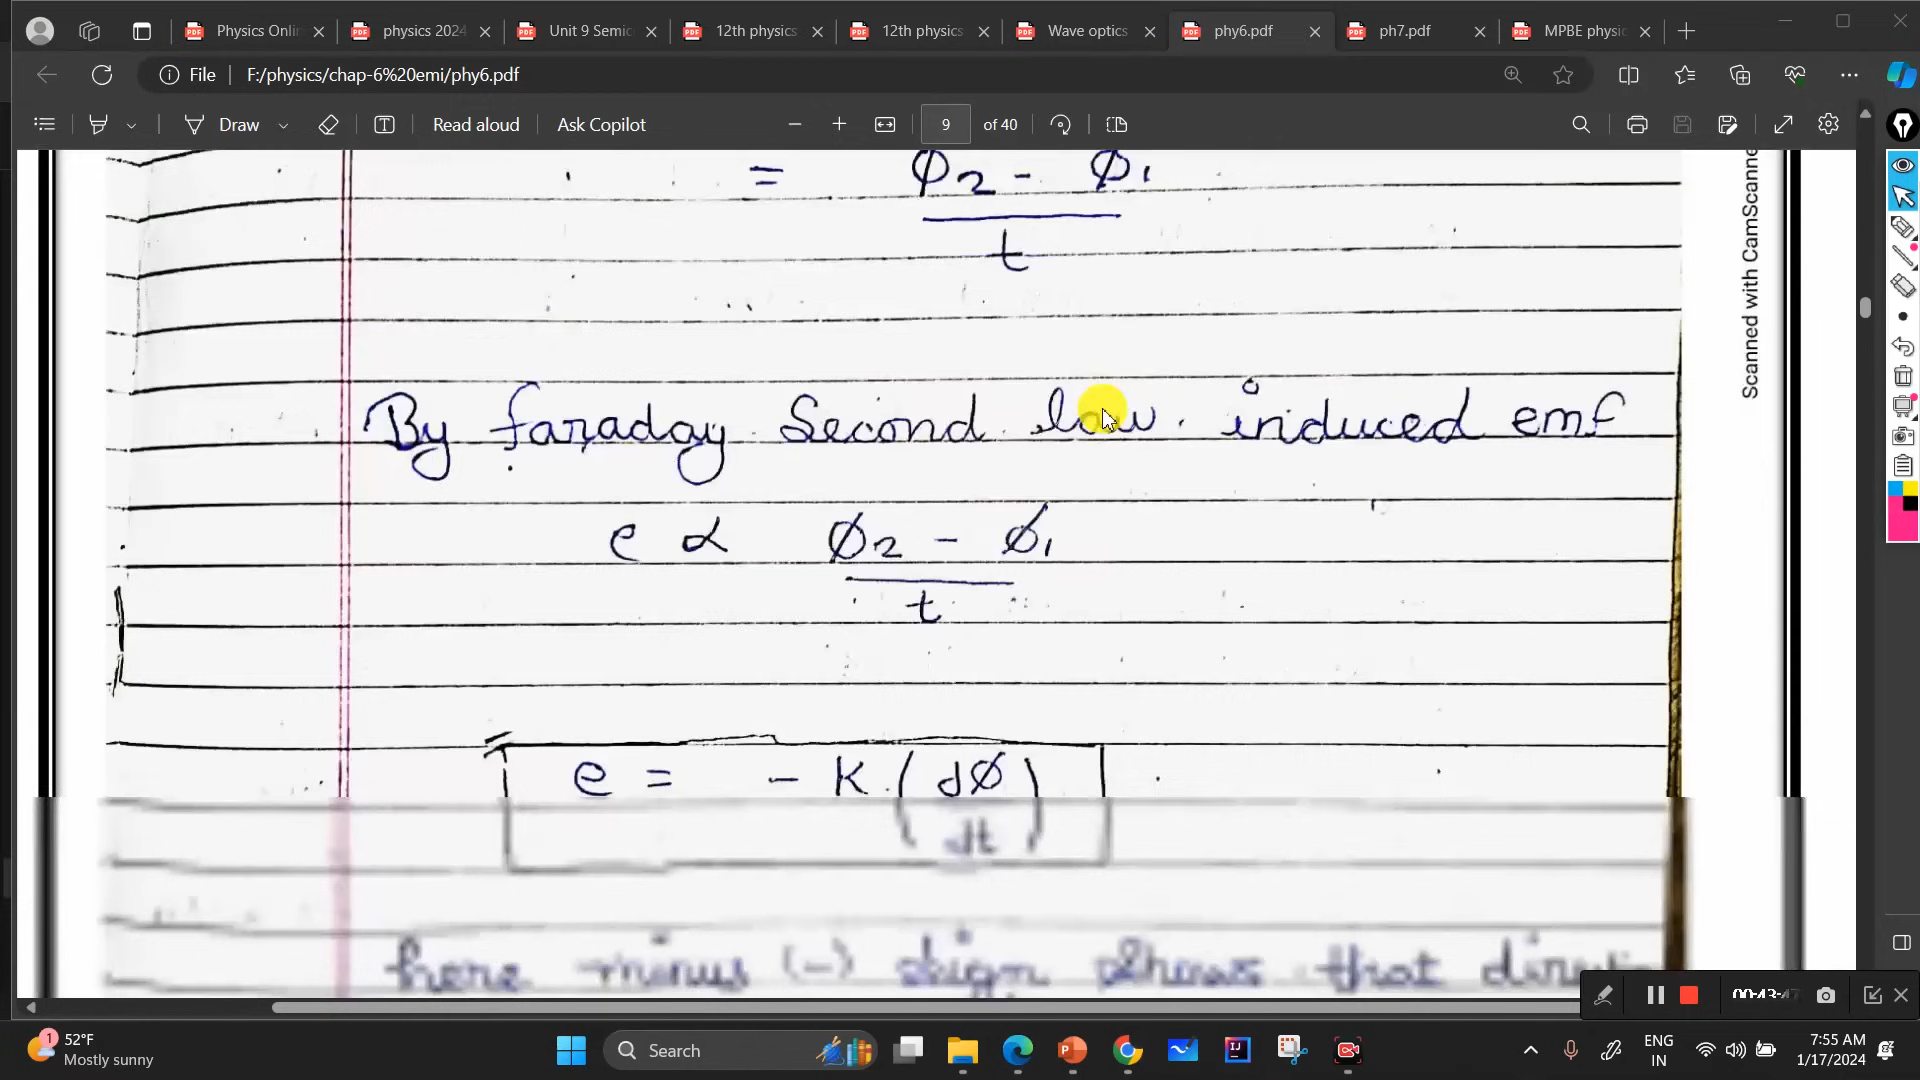 Physics Onlin
physics 2024
Unit 9 Semic
12th physics
12th physics
Wave optics
phy6.pdf
ph7.pdf
MPBE physic
File
F:/physics/chap-6%20emi/phy6.pdf
Draw
Read aloud
Ask Copilot
9
of 40
= ϕ2 - ϕ1
t
Scanned with CamScanne
By faraday Second law. induced emf
e ∝ ϕ2 - ϕ1
t
e = - K (dϕ
dt)
here minus (-) sign shows that
52°F
Mostly sunny
1
Search
ENG
IN
7:55 AM
1/17/2024